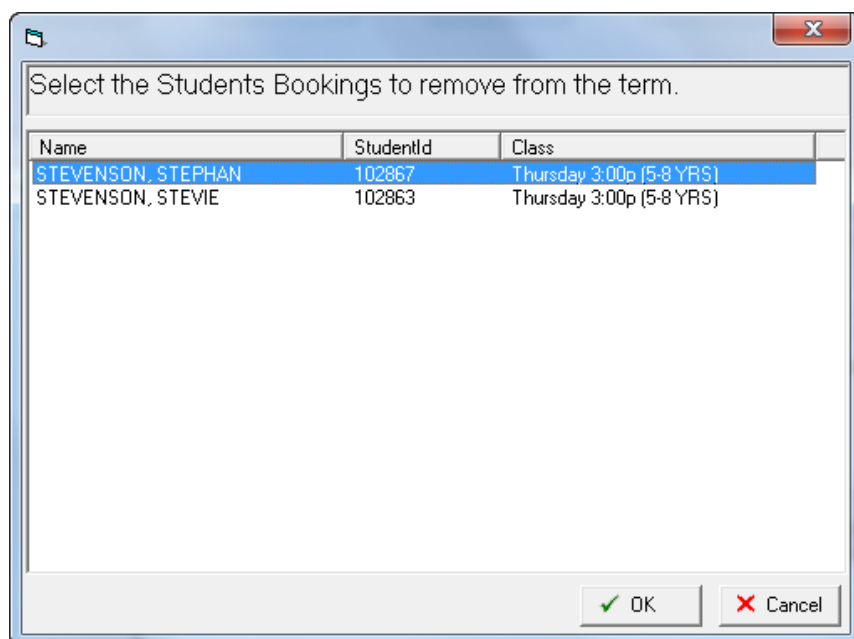 Select the Students Bookings to remove from the term.
Name StudentId Class
STEVENSON, STEPHAN 102867 Thursday 3:00p (5-8 YRS)
STEVENSON, STEVIE 102863 Thursday 3:00p (5-8 YRS)
OK Cancel